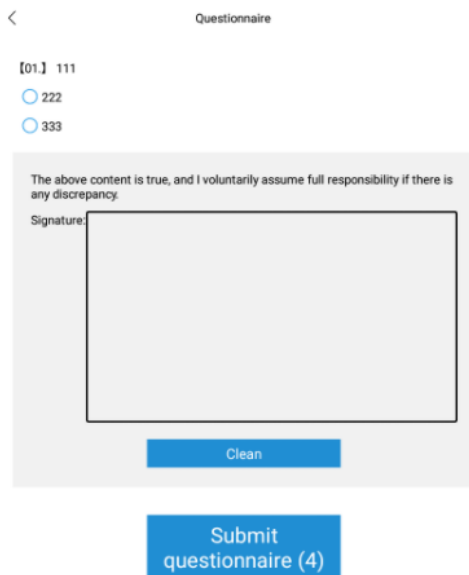 Questionnaire
【01.】 111
222
333
The above content is true, and I voluntarily assume full responsibility if there is
any discrepancy.
Signature:
Clean
Submit
questionnaire (4)